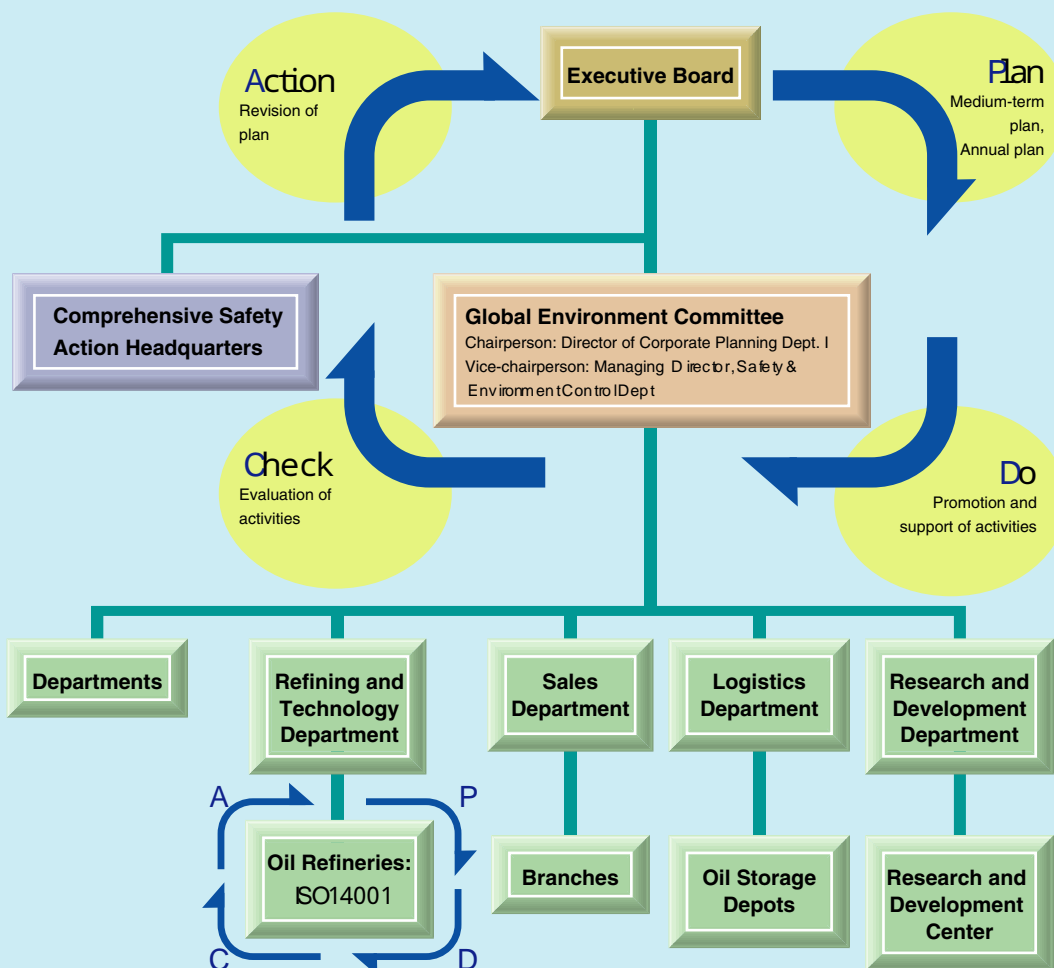 Action
Revision of
plan
Executive Board
Plan
Medium-term
plan,
Annual plan
Comprehensive Safety
Action Headquarters
Global Environment Committee
Chairperson: Director of Corporate Planning Dept. I
Vice-chairperson: Managing Director, Safety &
Environment Control Dept
Check
Evaluation of
activities
Do
Promotion and
support of activities
Departments
Refining and
Technology
Department
Sales
Department
Logistics
Department
Research and
Development
Department
A
P
Oil Refineries:
ISO14001
C
D
Branches
Oil Storage
Depots
Research and
Development
Center